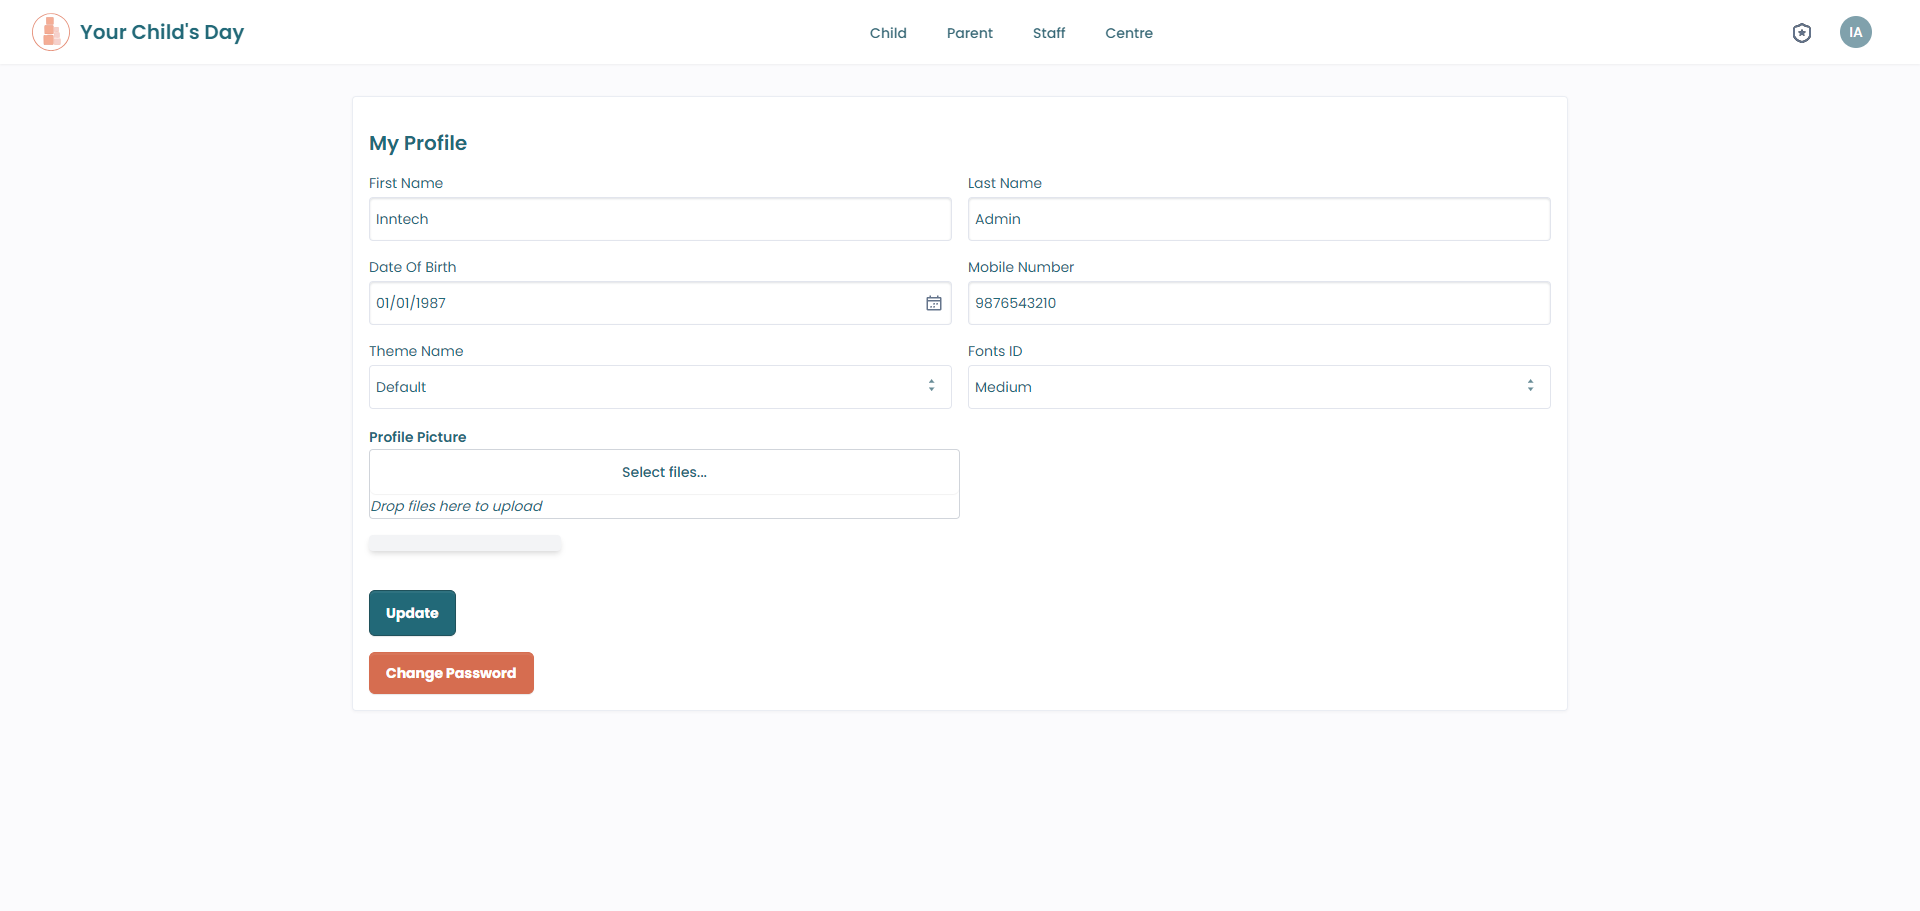 Your Child's Day
Child Parent Staff Centre
IA
My Profile
First Name
Last Name
Inntech
Admin
Date Of Birth
Mobile Number
01/01/1987
9876543210
Theme Name
Fonts ID
Default
Medium
Profile Picture
Select files...
Drop files here to upload
Update
Change Password